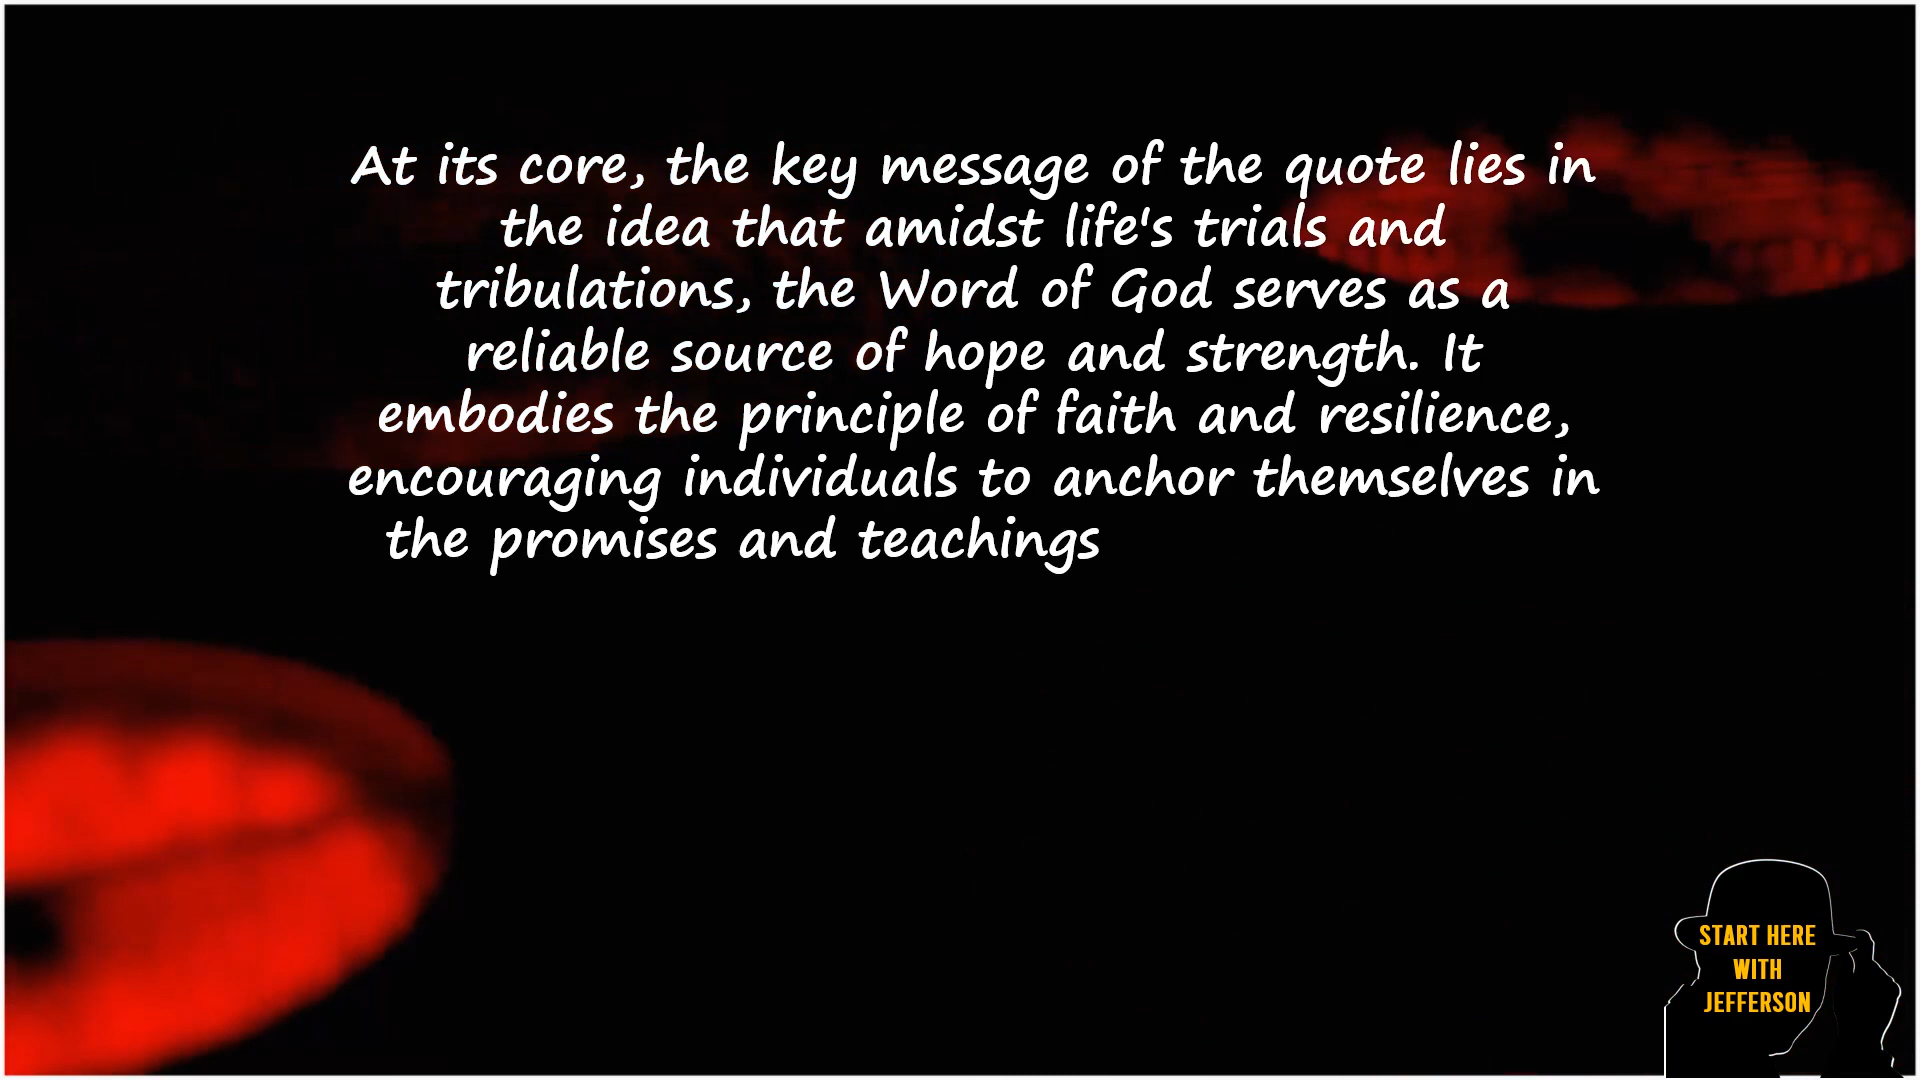 At its core, the key message of the quote lies in
the idea that amidst life's trials and
tribulations, the Word of God serves as a
reliable source of hope and strength. It
embodies the principle of faith and resilience,
encouraging individuals to anchor themselves in
the promises and teachings
START HERE
WITH
JEFFERSON